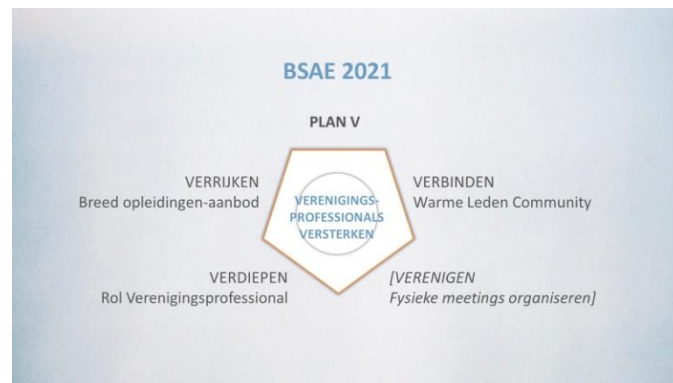 BSAE 2021
PLAN V
VERRIJKEN
Breed opleidingen-aanbod
VERBINDEN
Warme Leden Community
VERENIGINGS-
PROFESSIONALS
VERSTERKEN
VERDIEPEN
Rol Verenigingsprofessional
[VERENIGEN
Fysieke meetings organiseren]